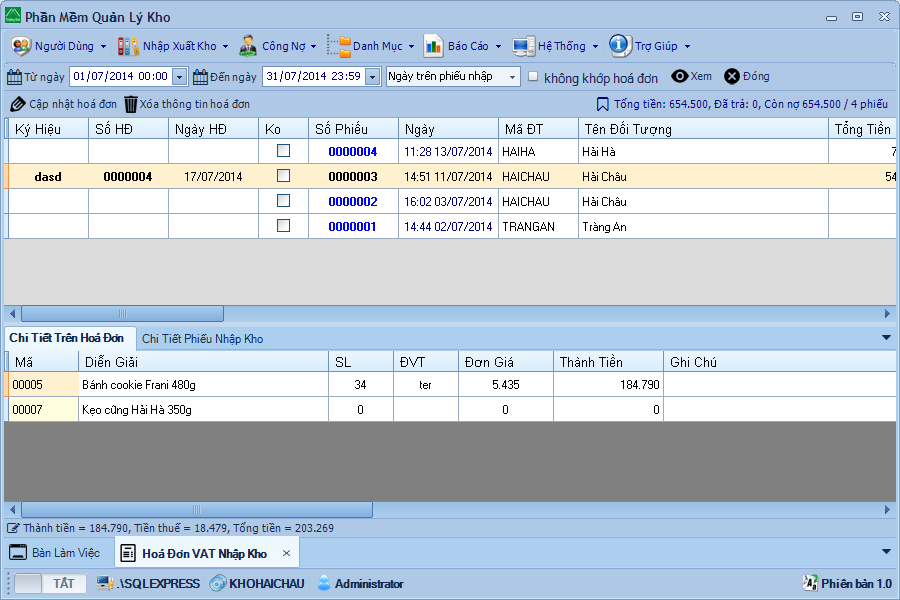 Phần Mềm Quản Lý Kho
Người Dùng Nhập Xuất Kho Công Nợ Danh Mục Báo Cáo Hệ Thống Trợ Giúp
Từ ngày 01/07/2014 00:00 Đến ngày 31/07/2014 23:59 Ngày trên phiếu nhập không khớp hoá đơn Xem Đóng
Cập nhật hoá đơn Xóa thông tin hoá đơn Tổng tiền: 654.500, Đã trả: 0, Còn nợ 654.500 / 4 phiếu
Ký Hiệu Số HĐ Ngày HĐ Ko Số Phiếu Ngày Mã ĐT Tên Đối Tượng Tổng Tiền
0000004 11:28 13/07/2014 HAIHA Hải Hà 7
dasd 0000004 17/07/2014 0000003 14:51 11/07/2014 HAICHAU Hải Châu 54
0000002 16:02 03/07/2014 HAICHAU Hải Châu
0000001 14:44 02/07/2014 TRANGAN Tràng An
Chi Tiết Trên Hoá Đơn Chi Tiết Phiếu Nhập Kho
Mã Diễn Giải SL ĐVT Đơn Giá Thành Tiền Ghi Chú
00005 Bánh cookie Frani 480g 34 ter 5.435 184.790
00007 Kẹo cứng Hải Hà 350g 0 0 0
Thành tiền = 184.790, Tiền thuế = 18.479, Tổng tiền = 203.269
Bàn Làm Việc Hoá Đơn VAT Nhập Kho
TẮT .\SQLEXPRESS KHOHAICHAU Administrator Phiên bản 1.0